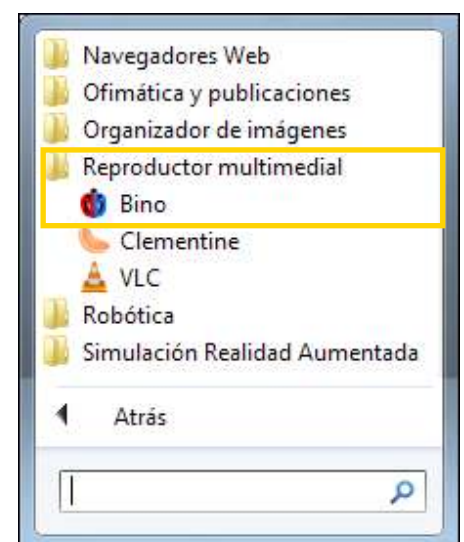 Navegadores Web
Ofimática y publicaciones
Organizador de imágenes
Reproductor multimedial
Bino
Clementine
VLC
Robótica
Simulación Realidad Aumentada
Atrás